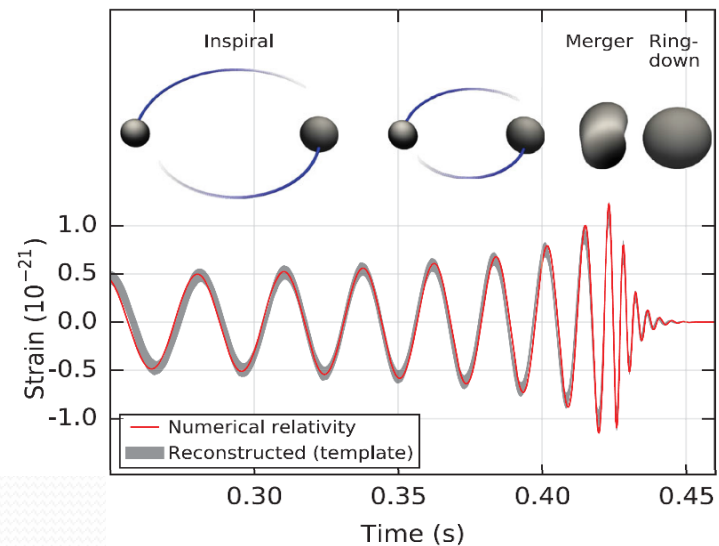 Inspiral
Merger
Ring-
down
Strain (10⁻²¹)
1.0
0.5
0.0
-0.5
-1.0
Numerical relativity
Reconstructed (template)
0.30
0.35
0.40
0.45
Time (s)